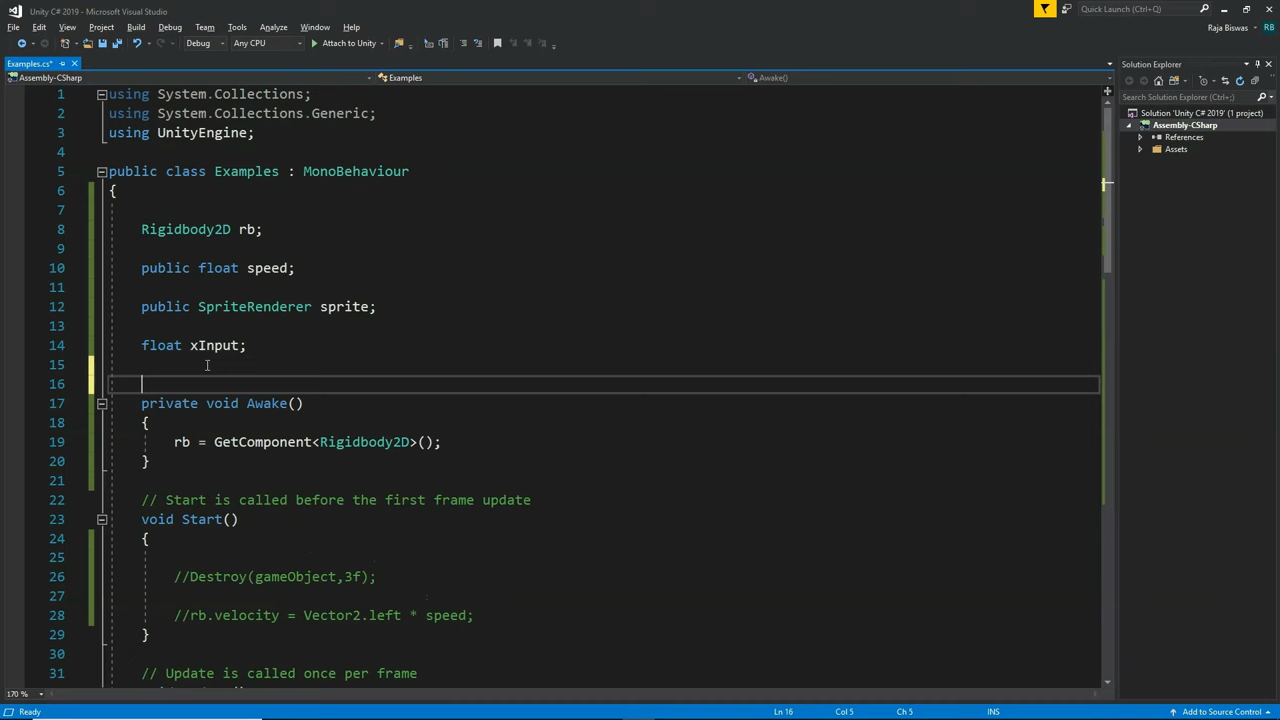 Unity C# 2019 - Microsoft Visual Studio
Quick Launch (Ctrl+Q)
File Edit View Project Build Debug Team Tools Analyze Window Help
Raja Biswas RB
Debug Any CPU Attach to Unity
Examples.cs*
Solution Explorer
Assembly-CSharp Examples Awake()
Search Solution Explorer (Ctrl+;)
Solution 'Unity C# 2019' (1 project)
Assembly-CSharp
References
Assets
1 using System.Collections;
2 using System.Collections.Generic;
3 using UnityEngine;
4
5 public class Examples : MonoBehaviour
6 {
7
8 Rigidbody2D rb;
9
10 public float speed;
11
12 public SpriteRenderer sprite;
13
14 float xInput;
15
16
17 private void Awake()
18 {
19 rb = GetComponent<Rigidbody2D>();
20 }
21
22 // Start is called before the first frame update
23 void Start()
24 {
25
26 //Destroy(gameObject,3f);
27
28 //rb.velocity = Vector2.left * speed;
29 }
30
31 // Update is called once per frame
170 %
Ready Ln 16 Col 5 Ch 5 INS Add to Source Control